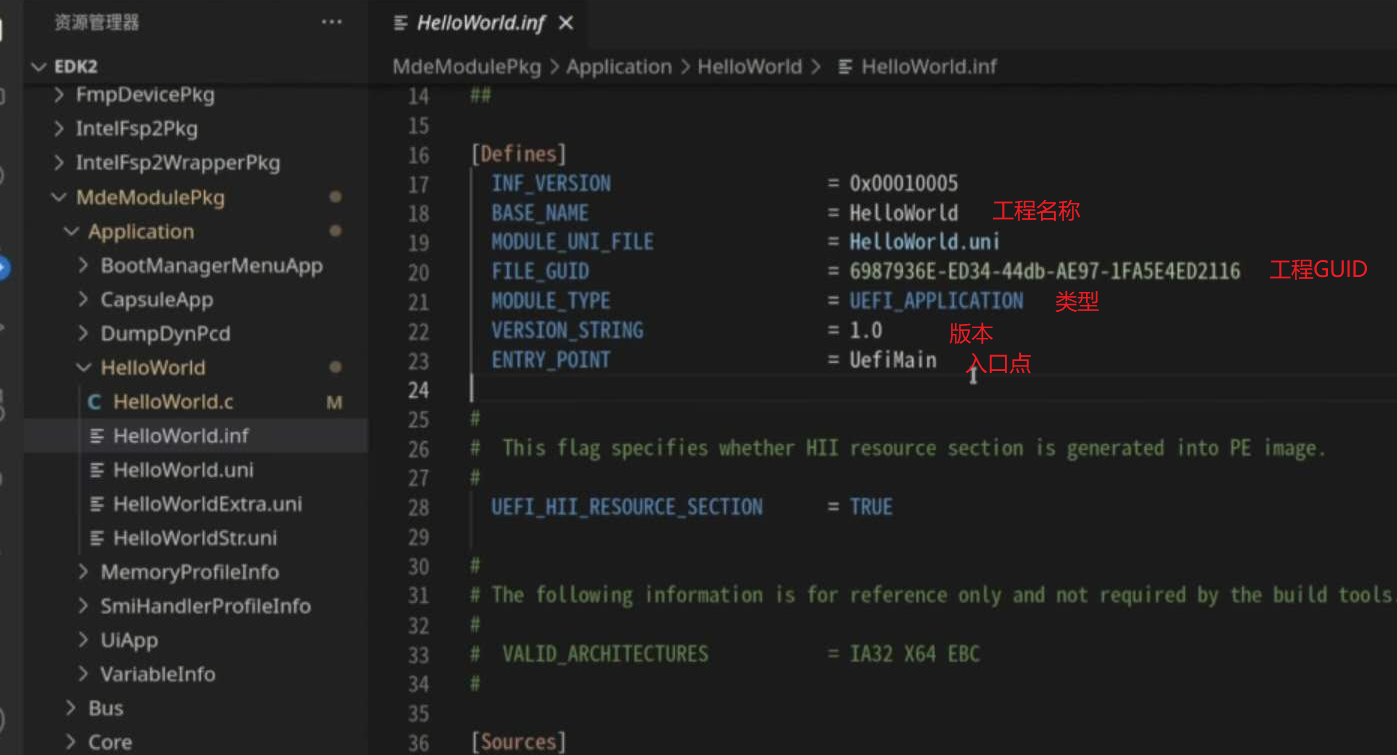 资源管理器
EDK2
FmpDevicePkg
IntelFsp2Pkg
IntelFsp2WrapperPkg
MdeModulePkg
Application
BootManagerMenuApp
CapsuleApp
DumpDynPcd
HelloWorld
C HelloWorld.c M
HelloWorld.inf
HelloWorld.uni
HelloWorldExtra.uni
HelloWorldStr.uni
MemoryProfileInfo
SmiHandlerProfileInfo
UiApp
VariableInfo
Bus
Core
HelloWorld.inf
MdeModulePkg > Application > HelloWorld > HelloWorld.inf
14 ##
15
16 [Defines]
17 INF_VERSION = 0x00010005
18 BASE_NAME = HelloWorld 工程名称
19 MODULE_UNI_FILE = HelloWorld.uni
20 FILE_GUID = 6987936E-ED34-44db-AE97-1FA5E4ED2116 工程GUID
21 MODULE_TYPE = UEFI_APPLICATION 类型
22 VERSION_STRING = 1.0 版本
23 ENTRY_POINT = UefiMain 入口点
24
25 #
26 # This flag specifies whether HII resource section is generated into PE image.
27 #
28 UEFI_HII_RESOURCE_SECTION = TRUE
29
30 #
31 # The following information is for reference only and not required by the build tools
32 #
33 # VALID_ARCHITECTURES = IA32 X64 EBC
34 #
35
36 [Sources]